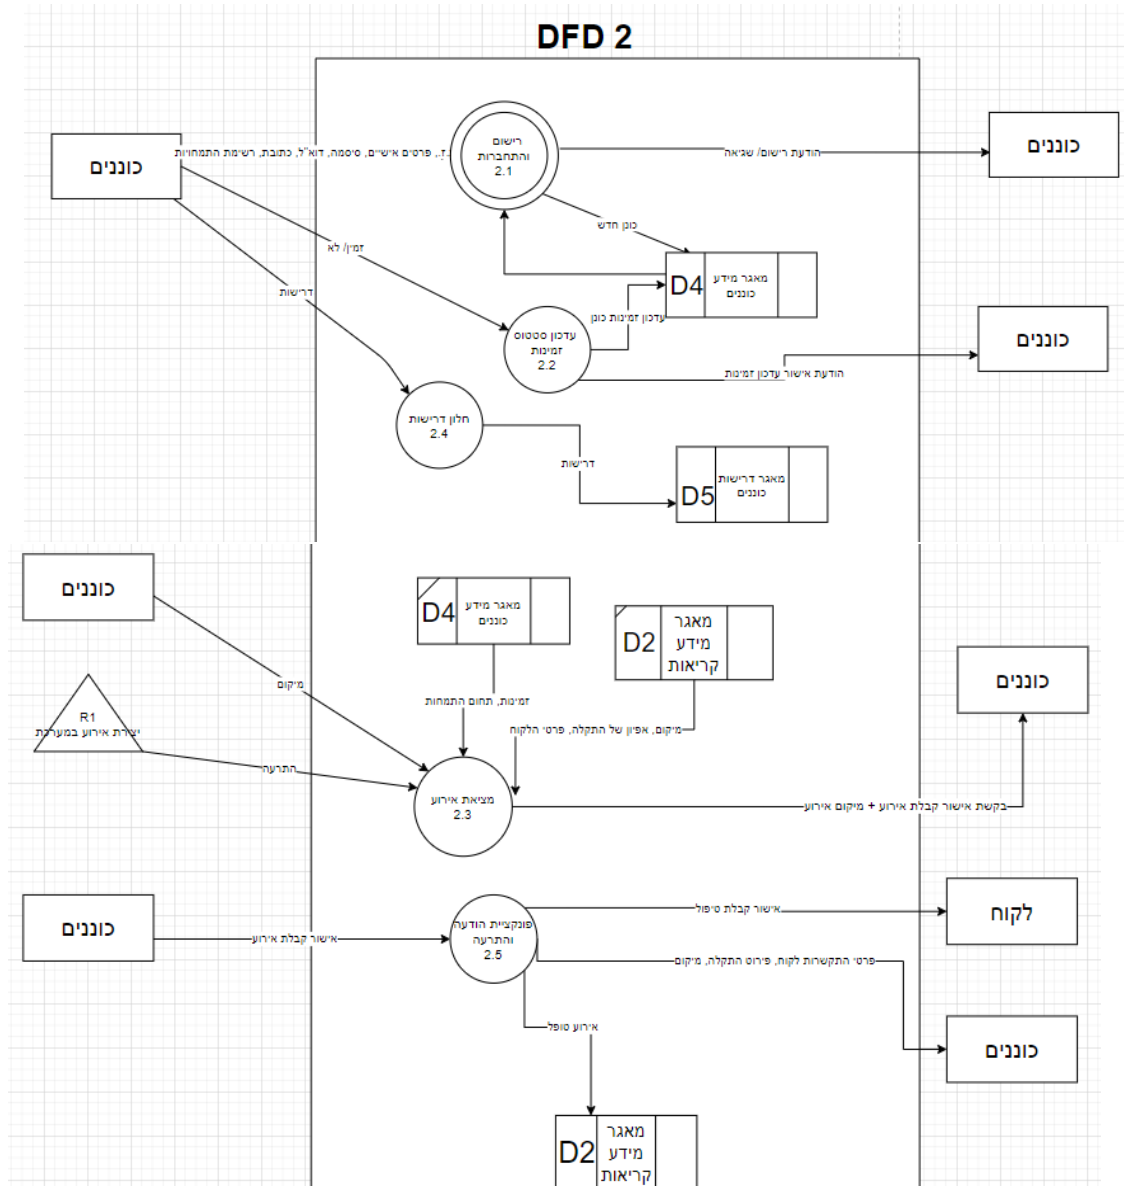 DFD 2
כוננים
ז., פרטים אישיים, סיסמה, דוא"ל, כתובת, רשימת התמחויות
רישום
והתחברות
2.1
הודעת רישום/ שגיאה
כוננים
כונן חדש
זמין/ לא
D4
מאגר מידע
כוננים
דרישות
עדכון זמינות כונן
עדכון סטטוס
זמינות
2.2
כוננים
הודעת אישור עדכון זמינות
חלון דרישות
2.4
דרישות
D5
מאגר דרישות
כוננים
כוננים
D4
מאגר מידע
כוננים
D2
מאגר
מידע
קריאות
מיקום
זמינות, תחום התמחות
מיקום, אפיון של התקלה, פרטי הלקוח
כוננים
R1
יצירת אירוע במערכת
התרעה
מציאת אירוע
2.3
בקשת אישור קבלת אירוע + מיקום אירוע
כוננים
אישור קבלת אירוע
פונקציית הודעה
והתרעה
2.5
אישור קבלת טיפול
לקוח
פרטי התקשרות לקוח, פירוט התקלה, מיקום
כוננים
אירוע טופל
D2
מאגר
מידע
קריאות